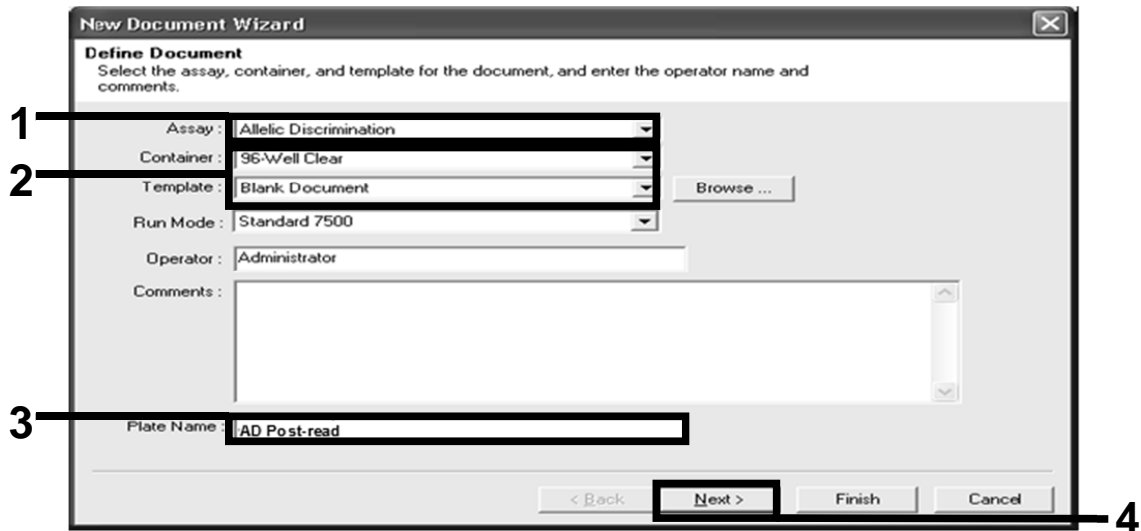 New Document Wizard
Define Document
Select the assay, container, and template for the document, and enter the operator name and
comments.
1
Assay : Allelic Discrimination
Container : 96-Well Clear
2
Template : Blank Document Browse ...
Run Mode : Standard 7500
Operator : Administrator
Comments :
3
Plate Name : AD Post-read
< Back Next > Finish Cancel
4